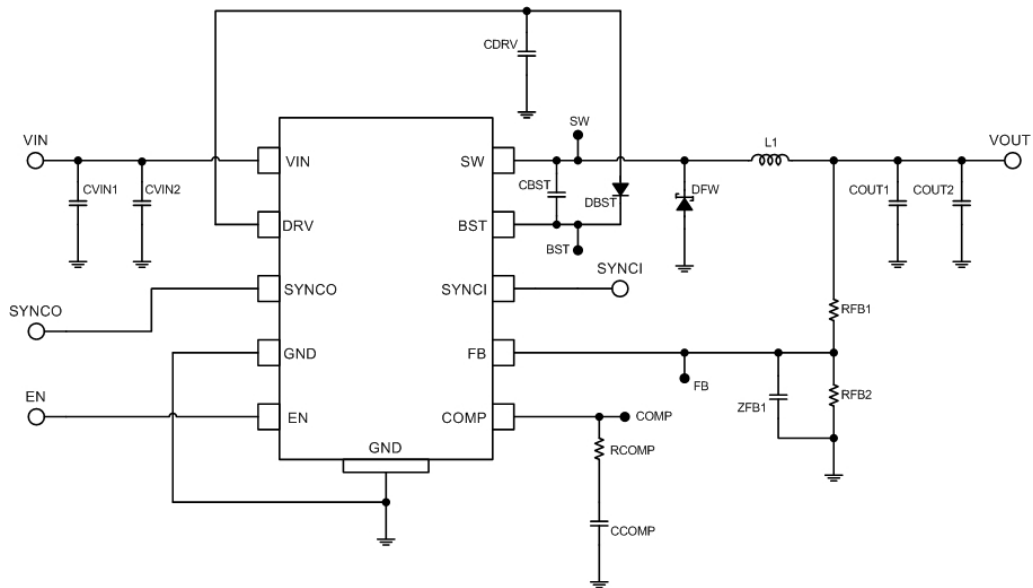 CDRV
SW
VIN
L1
VOUT
VIN
SW
CVIN1
CVIN2
CBST
DBST
DFW
COUT1
COUT2
DRV
BST
BST
SYNCI
SYNCO
SYNCI
SYNCO
RFB1
GND
FB
FB
ZFB1
RFB2
EN
EN
COMP
COMP
GND
RCOMP
CCOMP